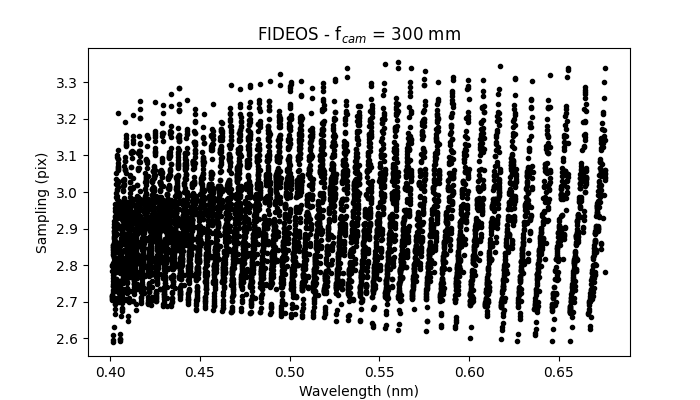 FIDEOS - f_cam = 300 mm
3.3
3.2
3.1
3.0
2.9
2.8
2.7
2.6
Sampling (pix)
0.40 0.45 0.50 0.55 0.60 0.65
Wavelength (nm)